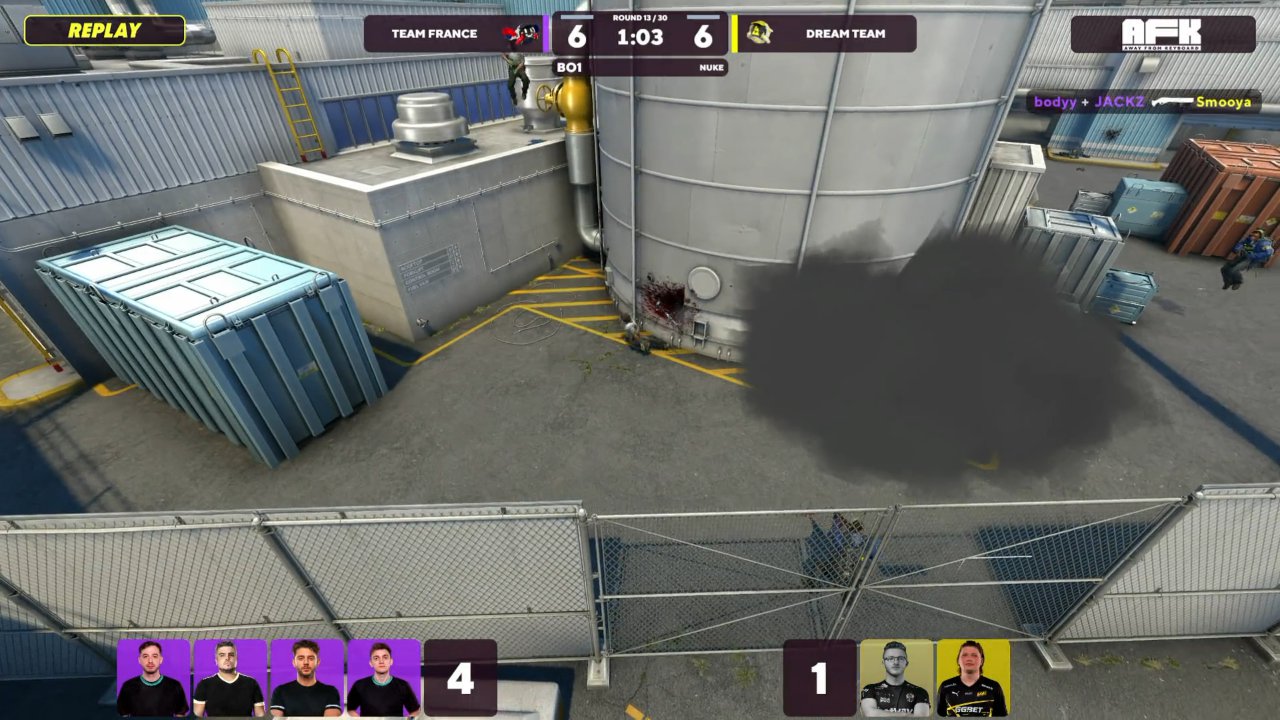 REPLAY
TEAM FRANCE
6
ROUND 13 / 30
1:03
6
DREAM TEAM
AFK
AWAY FROM KEYBOARD
BO1
NUKE
bodyy + JACKZ Smooya
4
1
GGBET